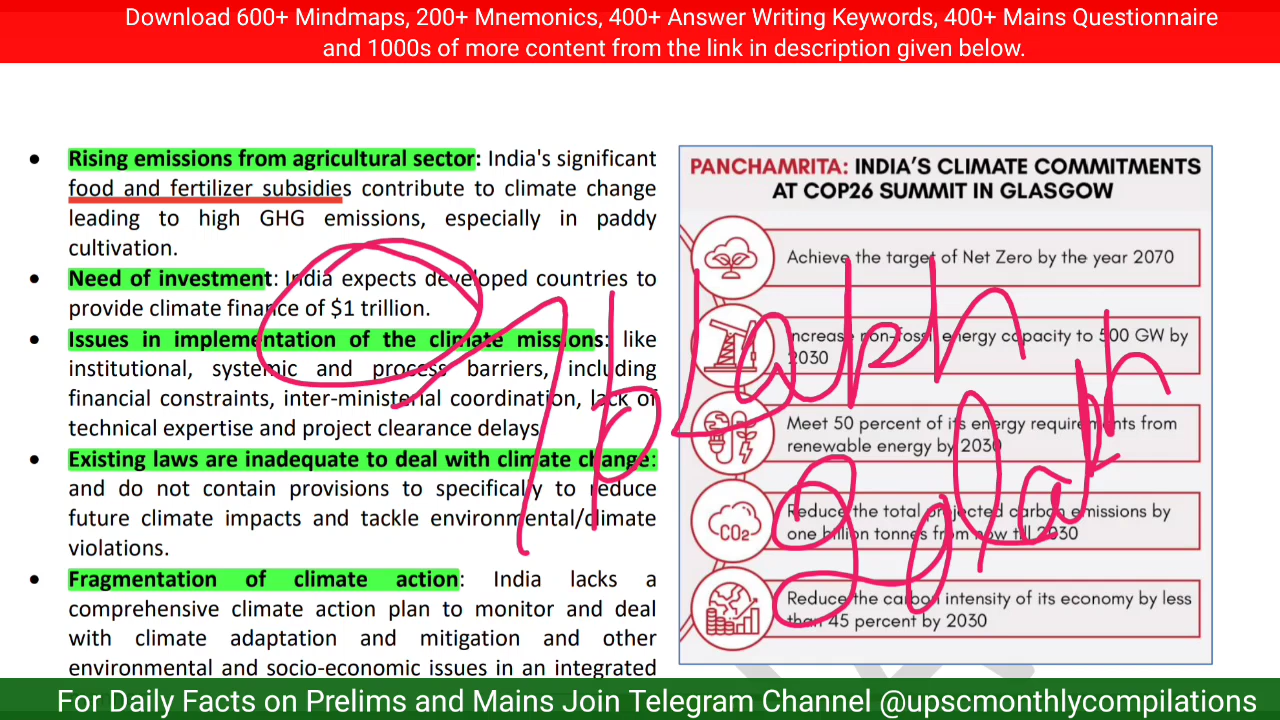 Download 600+ Mindmaps, 200+ Mnemonics, 400+ Answer Writing Keywords, 400+ Mains Questionnaire
and 1000s of more content from the link in description given below.
• Rising emissions from agricultural sector: India's significant
food and fertilizer subsidies contribute to climate change
leading to high GHG emissions, especially in paddy
cultivation.
• Need of investment: India expects developed countries to
provide climate finance of $1 trillion.
• Issues in implementation of the climate missions: like
institutional, systemic and process barriers, including
financial constraints, inter-ministerial coordination, lack of
technical expertise and project clearance delays
• Existing laws are inadequate to deal with climate change:
and do not contain provisions to specifically to reduce
future climate impacts and tackle environmental/climate
violations.
• Fragmentation of climate action: India lacks a
comprehensive climate action plan to monitor and deal
with climate adaptation and mitigation and other
environmental and socio-economic issues in an integrated
PANCHAMRITA: INDIA'S CLIMATE COMMITMENTS
AT COP26 SUMMIT IN GLASGOW
Achieve the target of Net Zero by the year 2070
Increase non-fossil energy capacity to 500 GW by
2030
Meet 50 percent of its energy requirements from
renewable energy by 2030
CO2
Reduce the total projected carbon emissions by
one billion tonnes from now till 2030
Reduce the carbon intensity of its economy by less
than 45 percent by 2030
For Daily Facts on Prelims and Mains Join Telegram Channel @upscmonthlycompilations